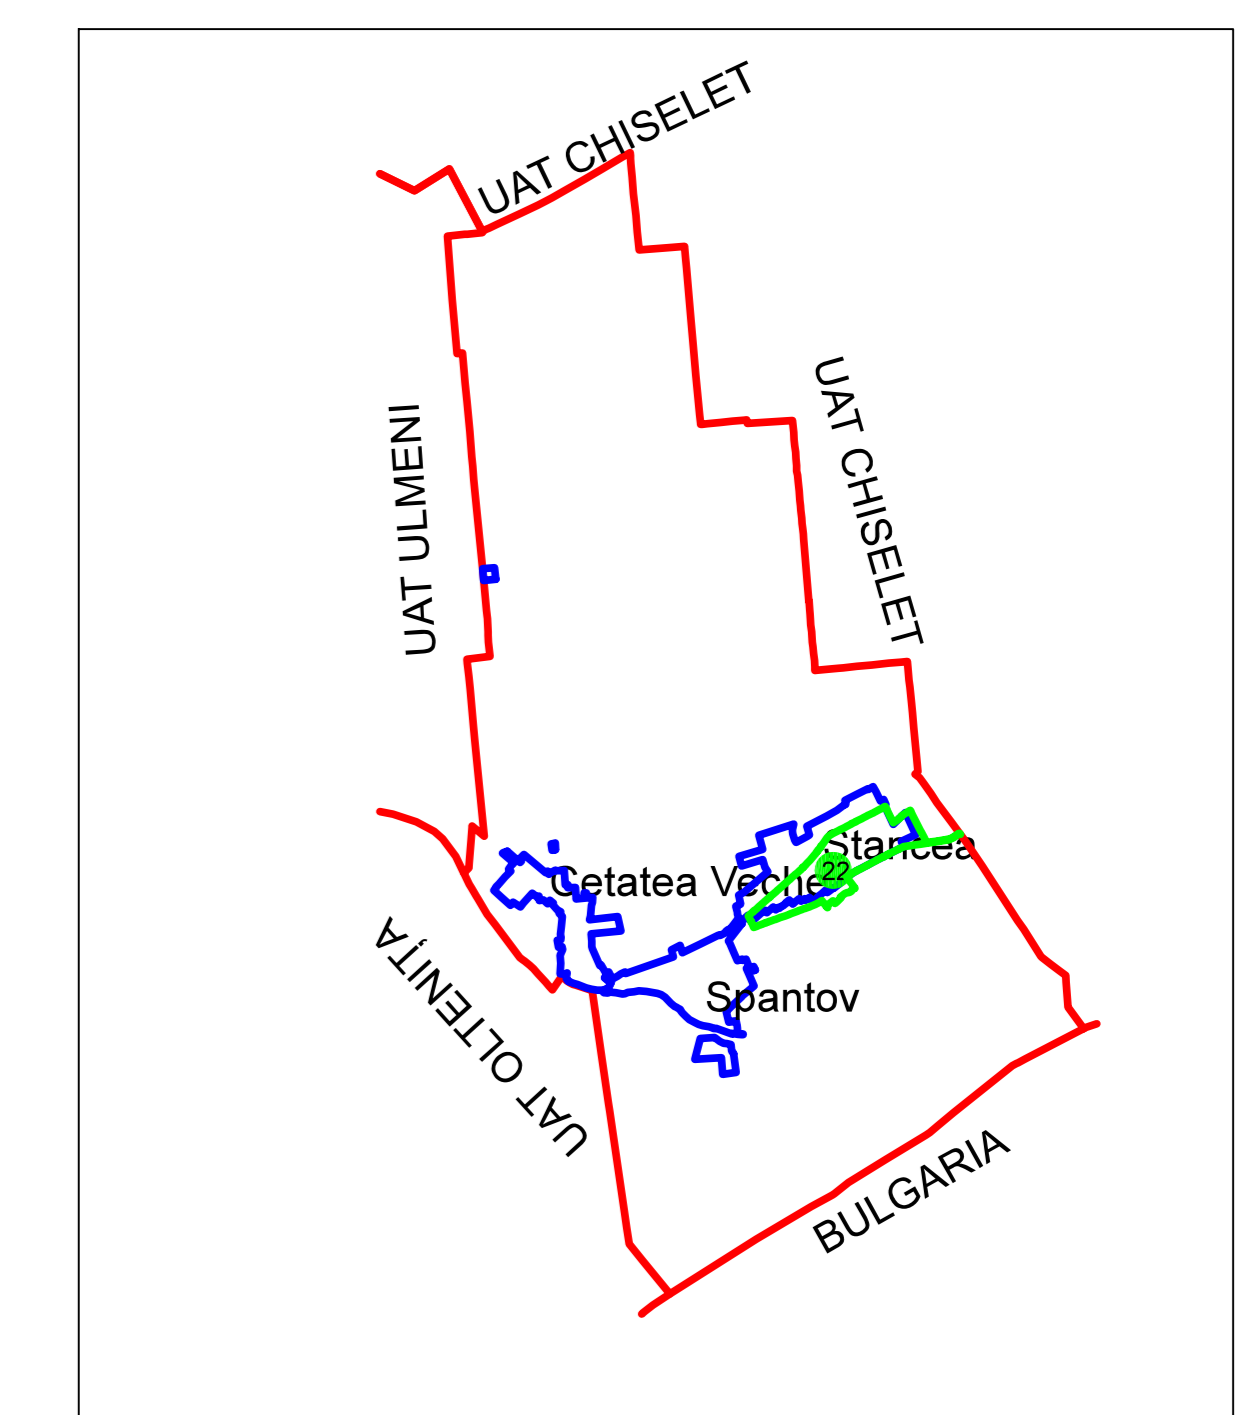 UAT CHISELET
UAT CHISELET
UAT ULMENI
Stancea
22
Cetatea Veche
UAT OLTENIȚA
Spantov
BULGARIA